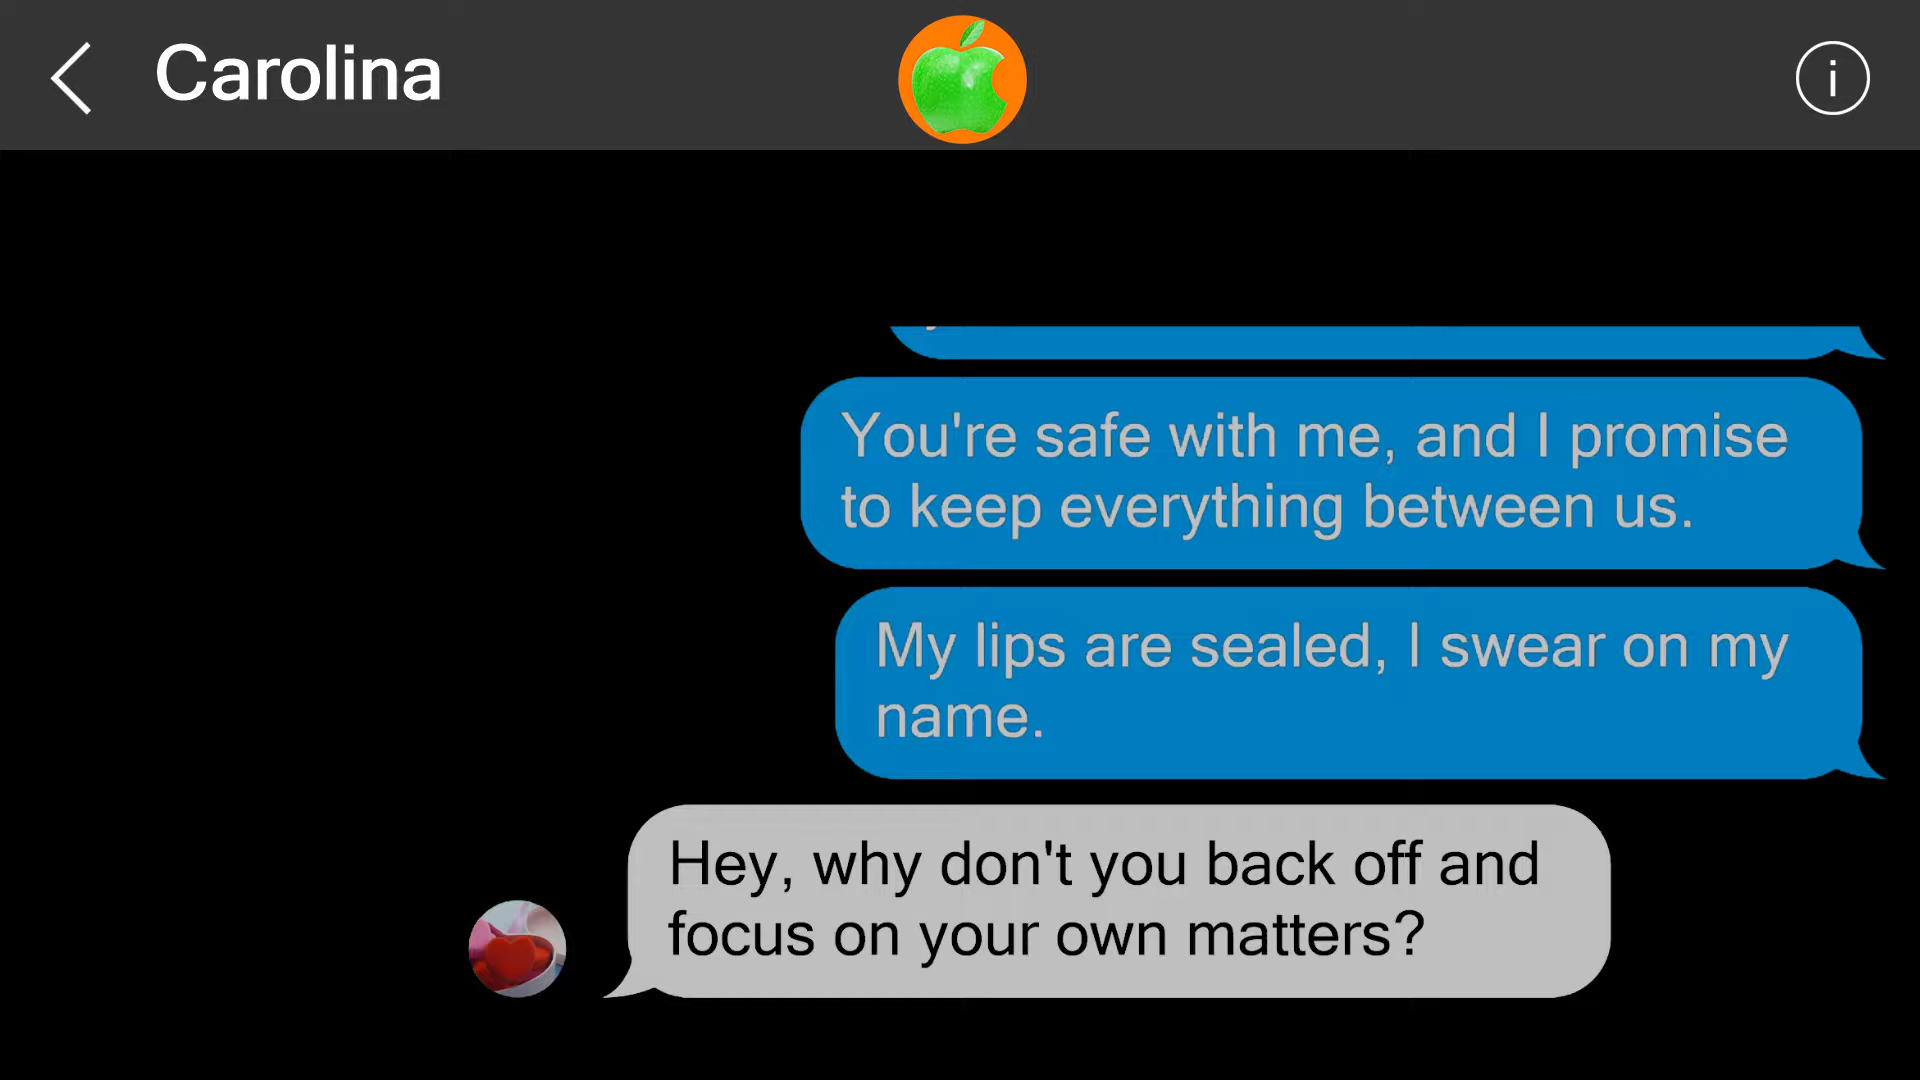 Carolina
i
You're safe with me, and I promise
to keep everything between us.
My lips are sealed, I swear on my
name.
Hey, why don't you back off and
focus on your own matters?